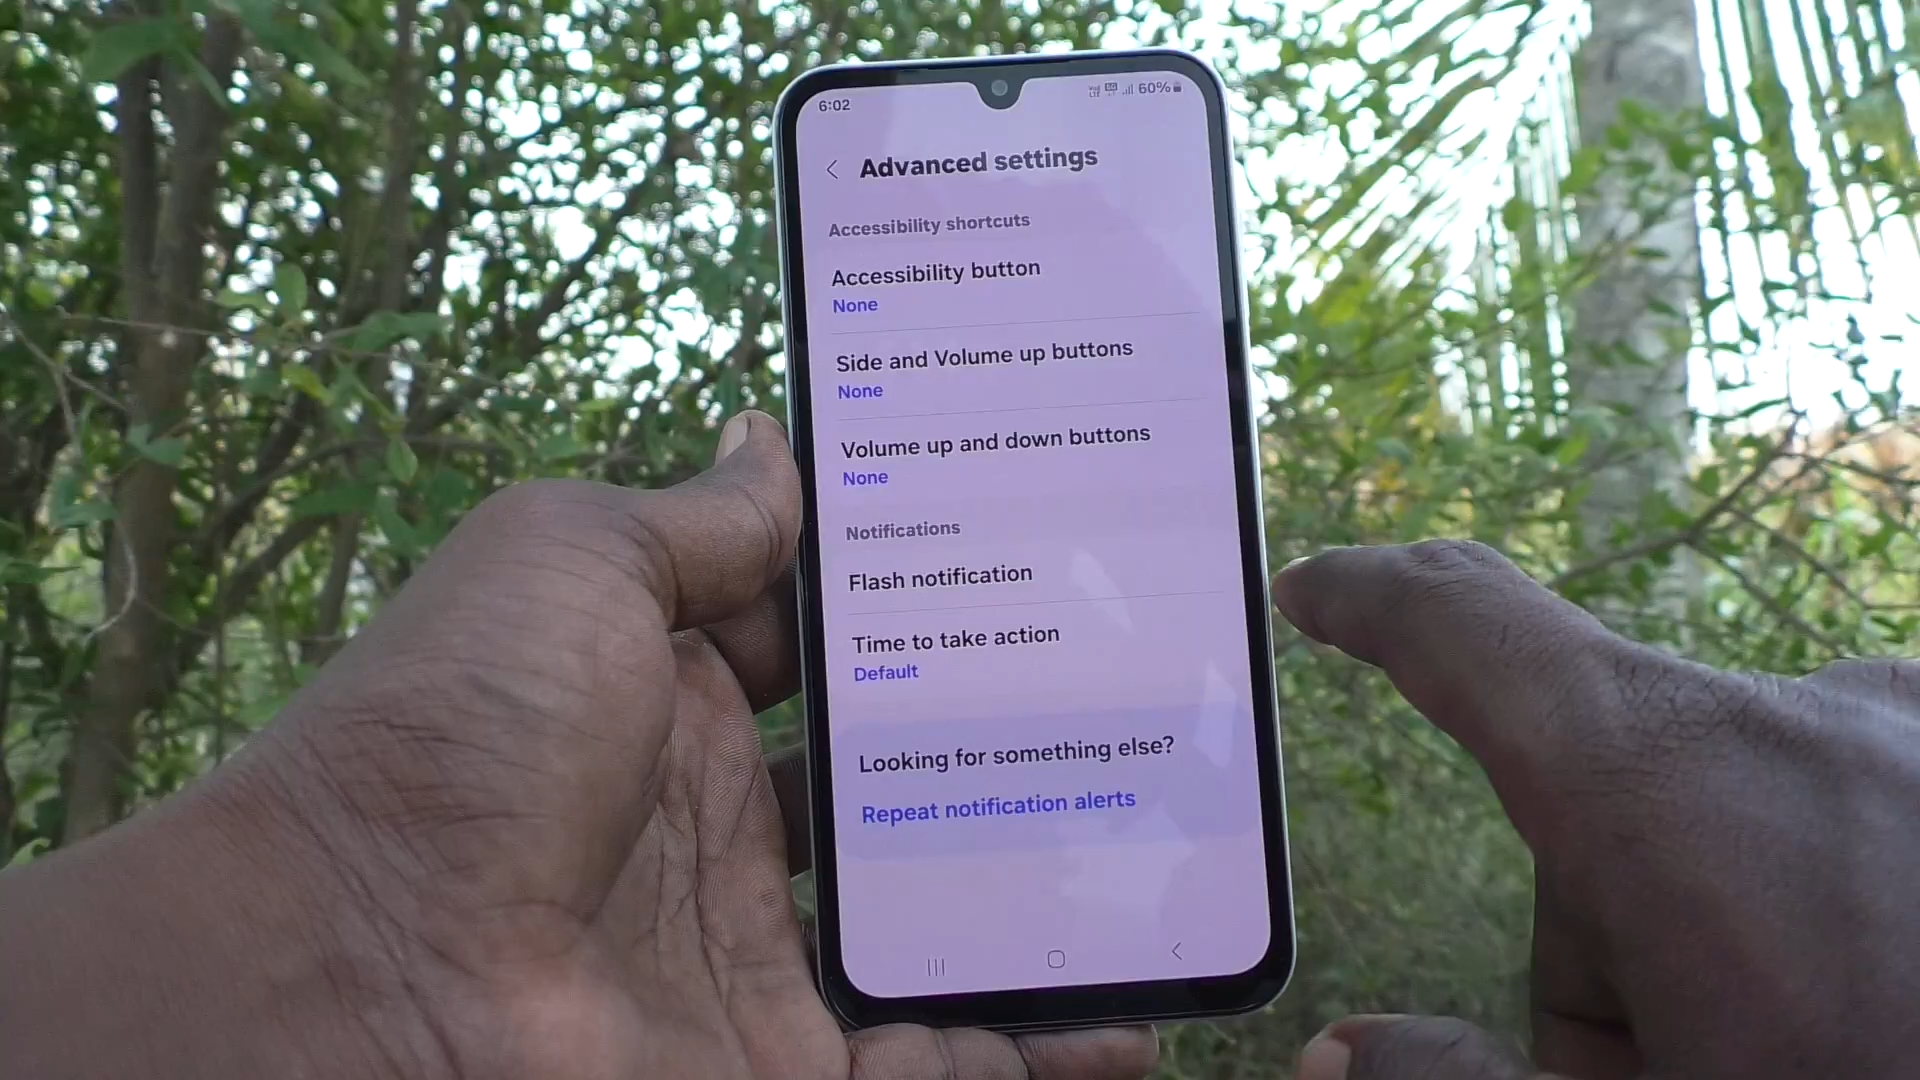 6:02
60%
Advanced settings
Accessibility shortcuts
Accessibility button
None
Side and Volume up buttons
None
Volume up and down buttons
None
Notifications
Flash notification
Time to take action
Default
Looking for something else?
Repeat notification alerts